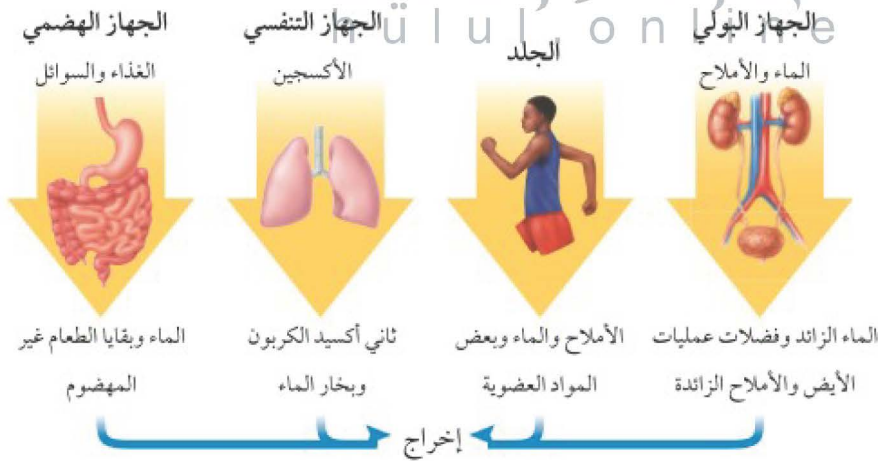 hülul.online
الجهاز البولي
الماء والأملاح
الماء الزائد وفضلات عمليات
الأيض والأملاح الزائدة
الجلد
الأملاح والماء وبعض
المواد العضوية
الجهاز التنفسي
الأكسجين
ثاني أكسيد الكربون
وبخار الماء
الجهاز الهضمي
الغذاء والسوائل
الماء وبقايا الطعام غير
المهضوم
إخراج